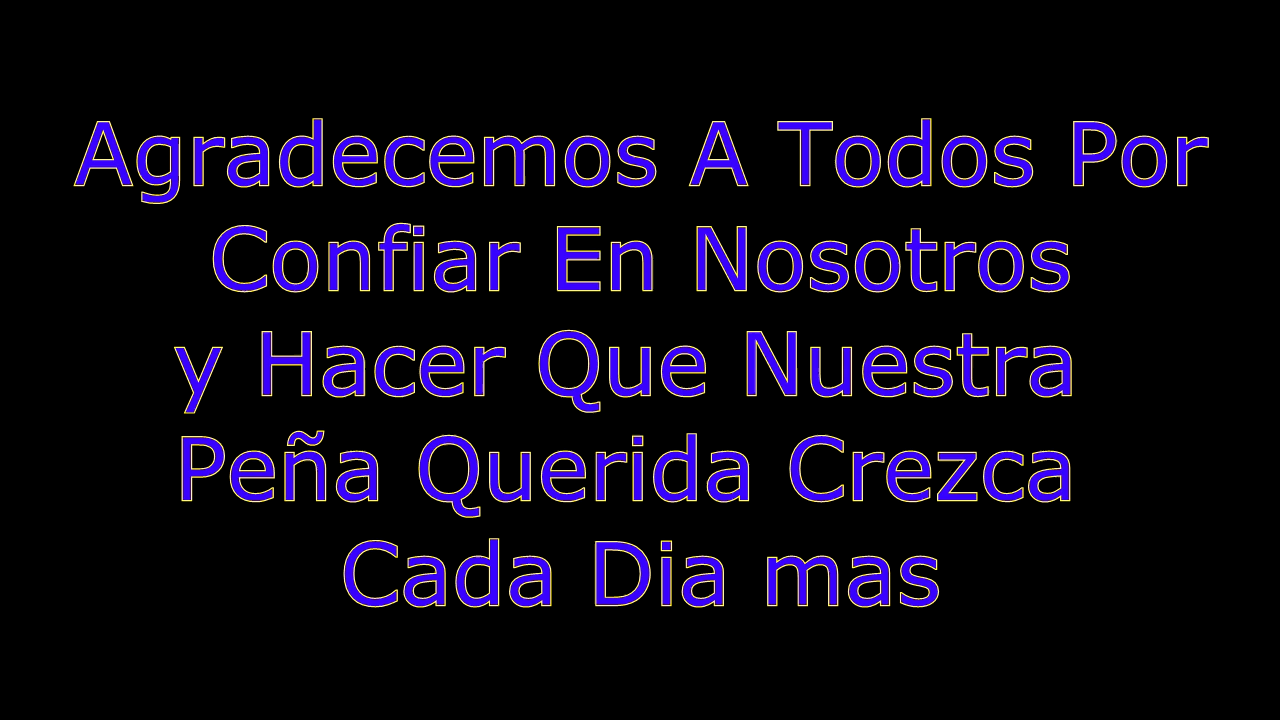 Agradecemos A Todos Por
Confiar En Nosotros
y Hacer Que Nuestra
Peña Querida Crezca
Cada Dia mas